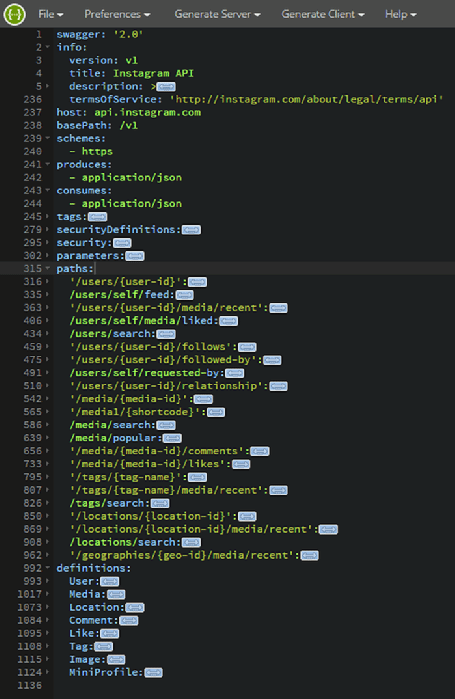 File Preferences Generate Server Generate Client Help
1 swagger: '2.0'
2 info:
3 version: v1
4 title: Instagram API
5 description: >
236 termsOfService: 'http://instagram.com/about/legal/terms/api'
237 host: api.instagram.com
238 basePath: /v1
239 schemes:
240 - https
241 produces:
242 - application/json
243 consumes:
244 - application/json
245 tags:
279 securityDefinitions:
295 security:
302 parameters:
315 paths:
316 '/users/{user-id}':
335 /users/self/feed:
363 '/users/{user-id}/media/recent':
406 /users/self/media/liked:
434 /users/search:
459 '/users/{user-id}/follows':
475 '/users/{user-id}/followed-by':
491 /users/self/requested-by:
510 '/users/{user-id}/relationship':
542 '/media/{media-id}':
565 '/media1/{shortcode}':
586 /media/search:
639 /media/popular:
656 '/media/{media-id}/comments':
733 '/media/{media-id}/likes':
795 '/tags/{tag-name}':
807 '/tags/{tag-name}/media/recent':
826 /tags/search:
850 '/locations/{location-id}':
869 '/locations/{location-id}/media/recent':
908 /locations/search:
962 '/geographies/{geo-id}/media/recent':
992 definitions:
993 User:
1017 Media:
1073 Location:
1084 Comment:
1095 Like:
1108 Tag:
1115 Image:
1124 MiniProfile:
1136